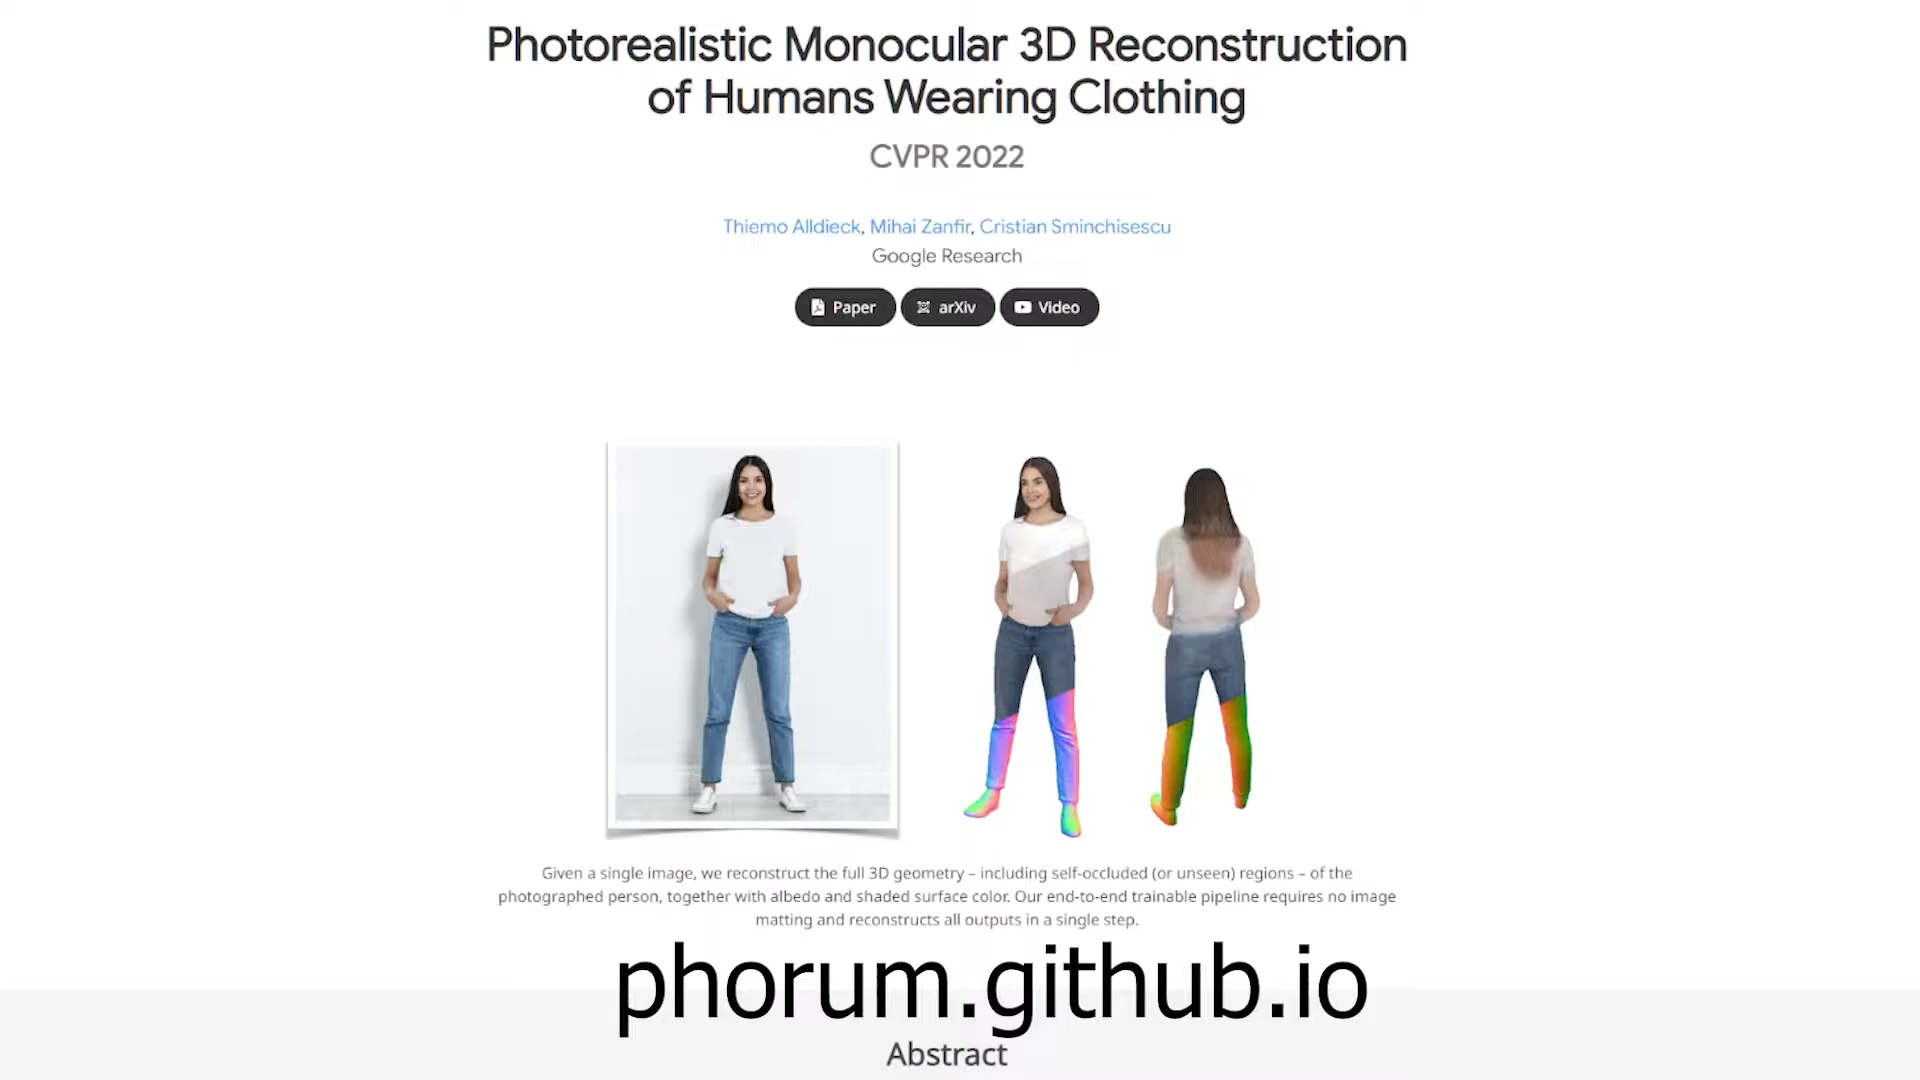 Photorealistic Monocular 3D Reconstruction
of Humans Wearing Clothing
CVPR 2022
Thiemo Alldieck, Mihai Zanfir, Cristian Sminchisescu
Google Research
Paper arXiv Video
Given a single image, we reconstruct the full 3D geometry – including self-occluded (or unseen) regions – of the
photographed person, together with albedo and shaded surface color. Our end-to-end trainable pipeline requires no image
matting and reconstructs all outputs in a single step.
phorum.github.io
Abstract